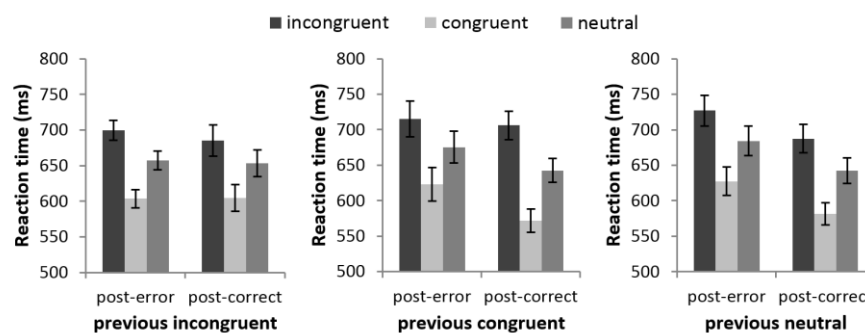 incongruent congruent neutral
Reaction time (ms)
800
750
700
650
600
550
500
post-error post-correct
previous incongruent
Reaction time (ms)
800
750
700
650
600
550
500
post-error post-correct
previous congruent
Reaction time (ms)
800
750
700
650
600
550
500
post-error post-correct
previous neutral